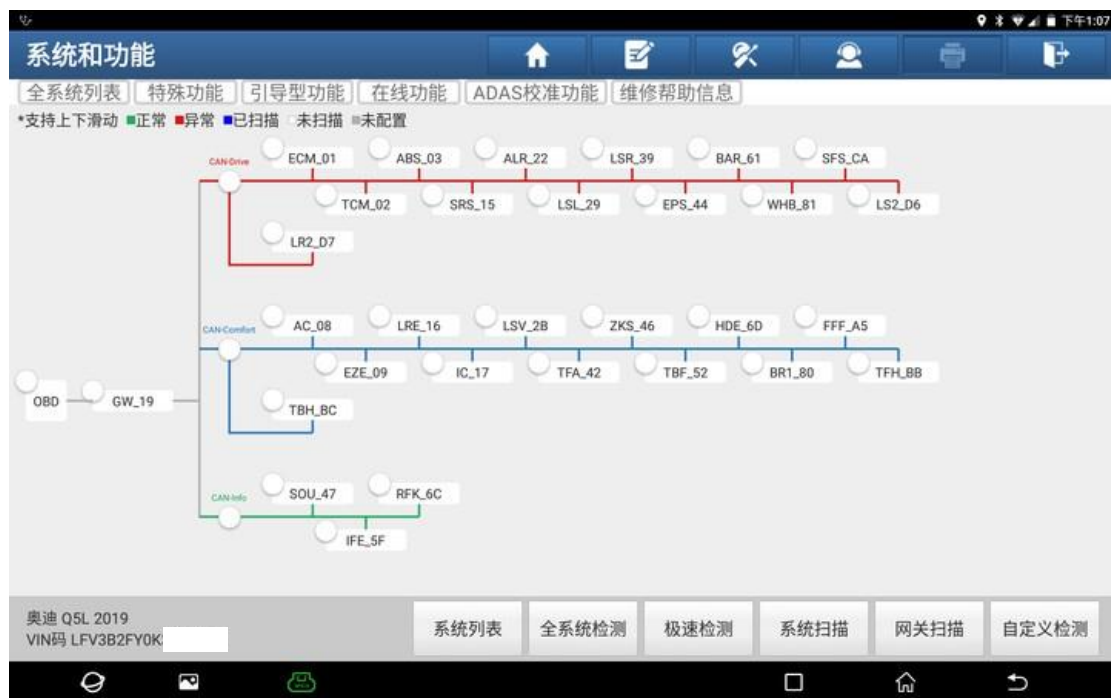 下午1:07
系统和功能
全系统列表 特殊功能 引导型功能 在线功能 ADAS校准功能 维修帮助信息
*支持上下滑动 正常 异常 已扫描 未扫描 未配置
CAN-Drive ECM_01 ABS_03 ALR_22 LSR_39 BAR_61 SFS_CA
TCM_02 SRS_15 LSL_29 EPS_44 WHB_81 LS2_D6
LR2_D7
CAN-Comfort AC_08 LRE_16 LSV_2B ZKS_46 HDE_6D FFF_A5
EZE_09 IC_17 TFA_42 TBF_52 BR1_80 TFH_BB
OBD GW_19
TBH_BC
CAN-Info SOU_47 RFK_6C
IFE_5F
奥迪 Q5L 2019
VIN码 LFV3B2FY0K
系统列表 全系统检测 极速检测 系统扫描 网关扫描 自定义检测